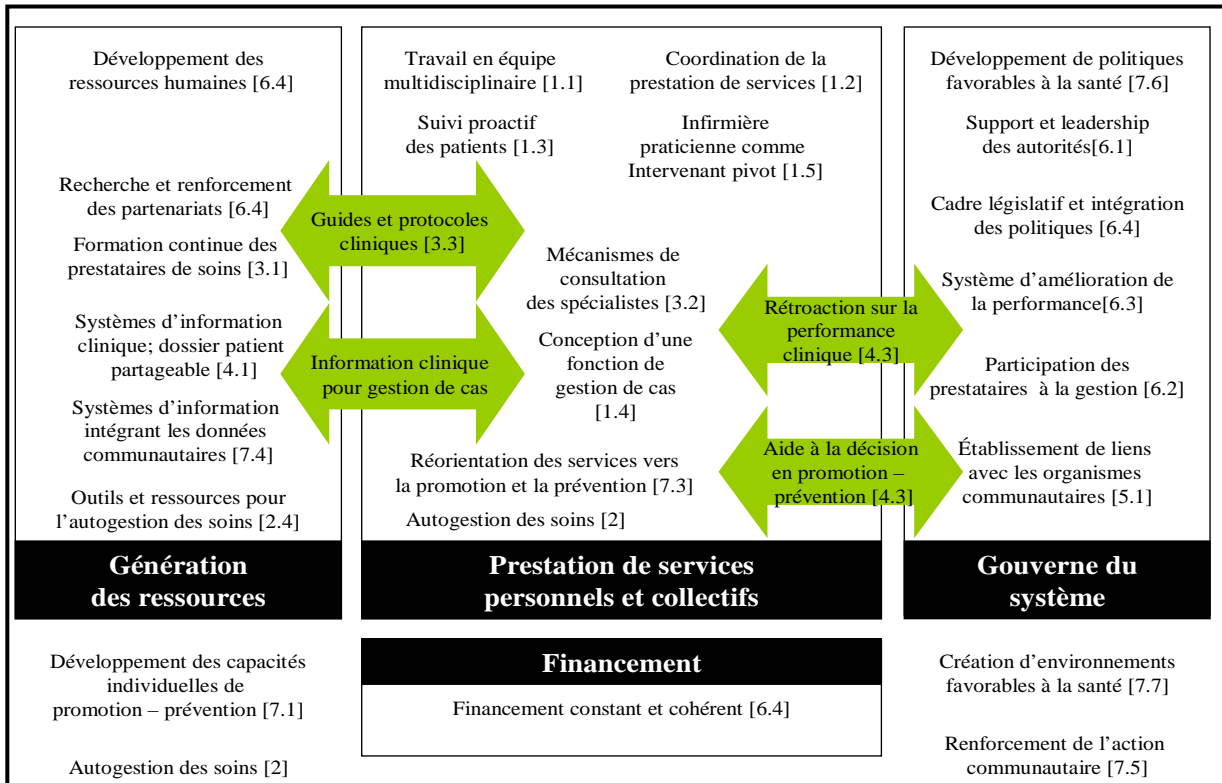 Développement des
ressources humaines [6.4]
Recherche et renforcement
des partenariats [6.4]
Formation continue des
prestataires de soins [3.1]
Systèmes d’information
clinique; dossier patient
partageable [4.1]
Systèmes d’information
intégrant les données
communautaires [7.4]
Outils et ressources pour
l’autogestion des soins [2.4]
Génération
des ressources
Guides et protocoles
cliniques [3.3]
Information clinique
pour gestion de cas
Travail en équipe
multidisciplinaire [1.1]
Coordination de la
prestation de services [1.2]
Suivi proactif
des patients [1.3]
Infirmière
praticienne comme
Intervenant pivot [1.5]
Mécanismes de
consultation
des spécialistes [3.2]
Conception d’une
fonction de
gestion de cas
[1.4]
Réorientation des services vers
la promotion et la prévention [7.3]
Autogestion des soins [2]
Prestation de services
personnels et collectifs
Rétroaction sur la
performance
clinique [4.3]
Aide à la décision
en promotion –
prévention [4.3]
Développement de politiques
favorables à la santé [7.6]
Support et leadership
des autorités[6.1]
Cadre législatif et intégration
des politiques [6.4]
Système d’amélioration de
la performance[6.3]
Participation des
prestataires à la gestion [6.2]
Établissement de liens
avec les organismes
communautaires [5.1]
Gouverne du
système
Développement des capacités
individuelles de
promotion – prévention [7.1]
Autogestion des soins [2]
Financement
Financement constant et cohérent [6.4]
Création d’environnements
favorables à la santé [7.7]
Renforcement de l’action
communautaire [7.5]